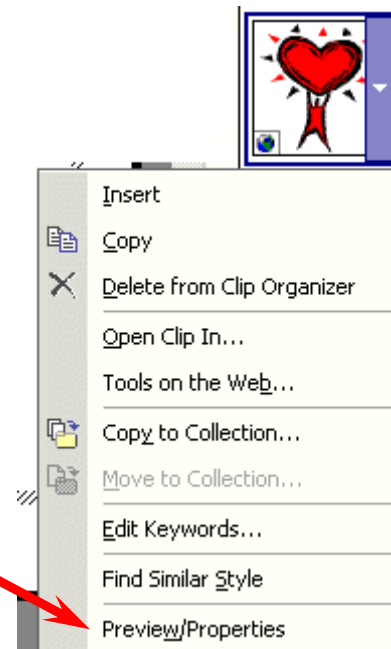 Insert
Copy
Delete from Clip Organizer
Open Clip In...
Tools on the Web...
Copy to Collection...
Move to Collection...
Edit Keywords...
Find Similar Style
Preview/Properties